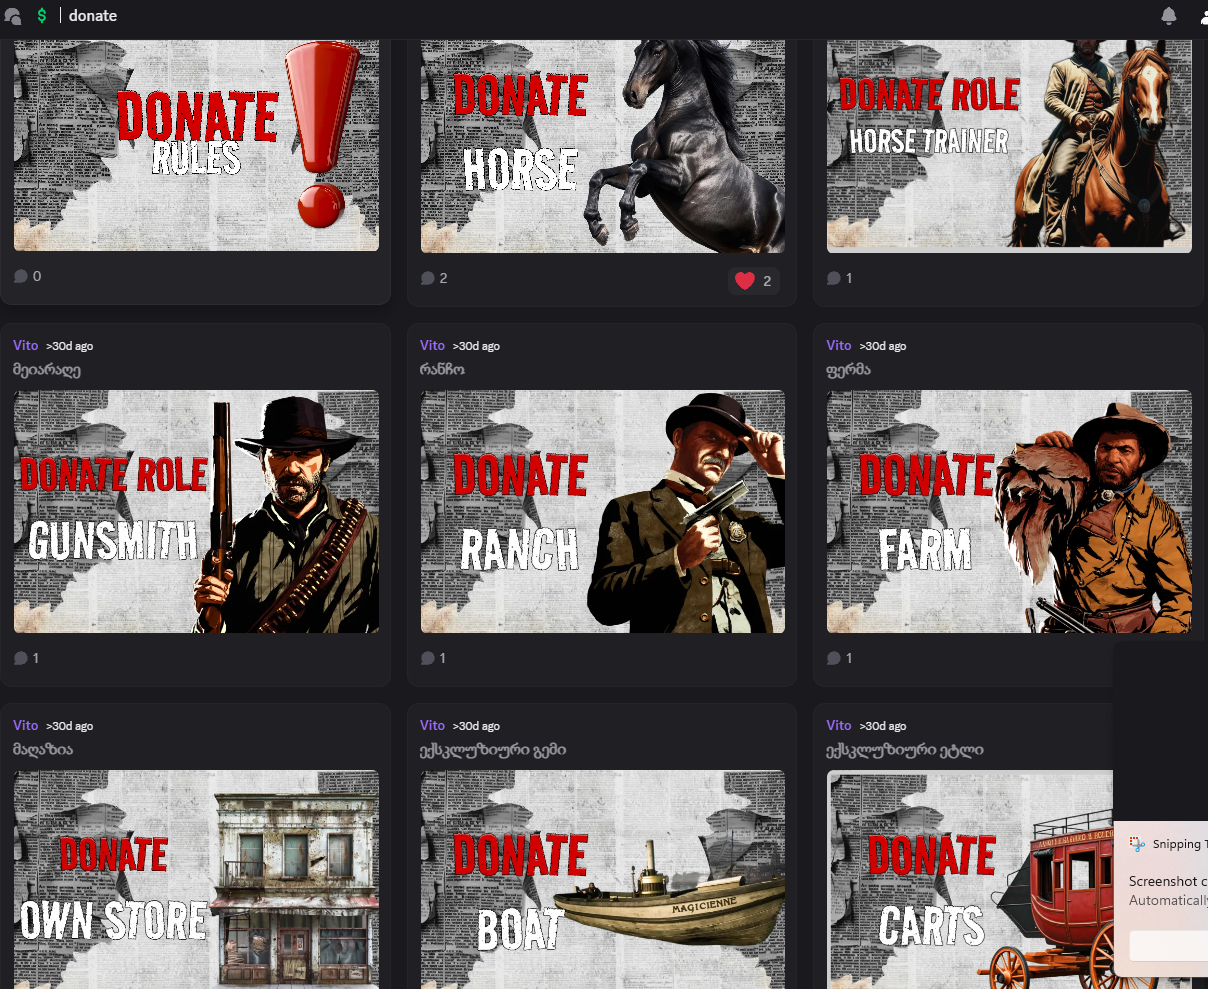 donate
DONATE
RULES
0
DONATE
HORSE
2
2
DONATE ROLE
HORSE TRAINER
1
Vito >30d ago
მეიარაღე
DONATE ROLE
GUNSMITH
1
Vito >30d ago
რანჩო
DONATE
RANCH
1
Vito >30d ago
ფერმა
DONATE
FARM
1
Vito >30d ago
მაღაზია
DONATE
OWN STORE
Vito >30d ago
ექსკლუზიური გემი
DONATE
BOAT
MAGICIENNE
Vito >30d ago
ექსკლუზიური ეტლი
DONATE
CARTS
Snipping T
Screenshot c
Automatically